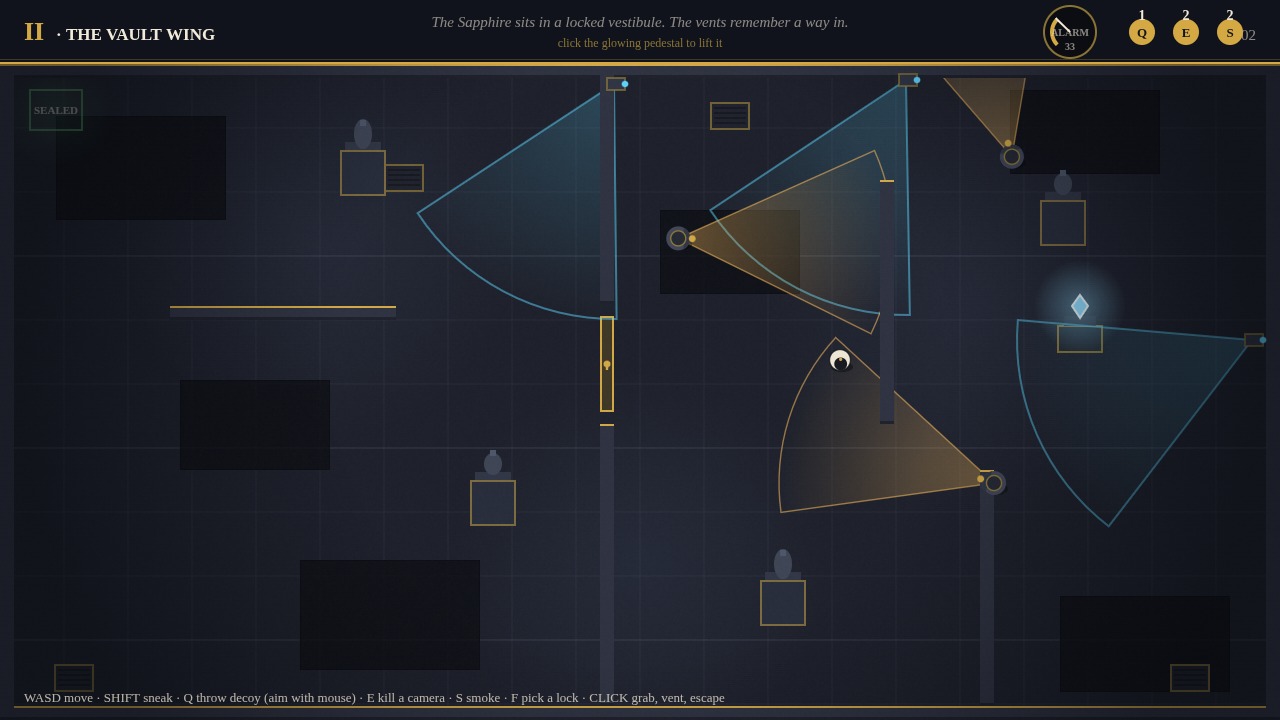 II · THE VAULT WING
The Sapphire sits in a locked vestibule. The vents remember a way in.
click the glowing pedestal to lift it
ALARM
33
1 2 2
Q E S
02
SEALED
WASD move · SHIFT sneak · Q throw decoy (aim with mouse) · E kill a camera · S smoke · F pick a lock · CLICK grab, vent, escape